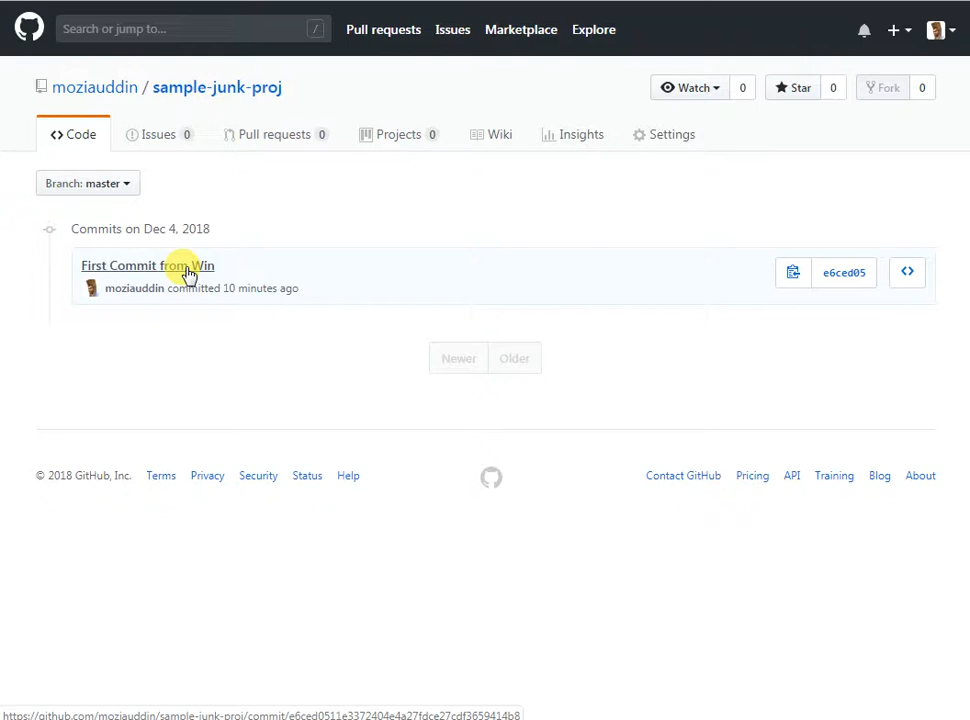 Search or jump to... / Pull requests Issues Marketplace Explore
moziauddin / sample-junk-proj Watch 0 Star 0 Fork 0
Code Issues 0 Pull requests 0 Projects 0 Wiki Insights Settings
Branch: master
Commits on Dec 4, 2018
First Commit from Win
moziauddin committed 10 minutes ago e6ced05
Newer Older
© 2018 GitHub, Inc. Terms Privacy Security Status Help Contact GitHub Pricing API Training Blog About
https://github.com/moziauddin/sample-junk-proj/commit/e6ced0511e3372404e4a27fdce27cdf3659414b8